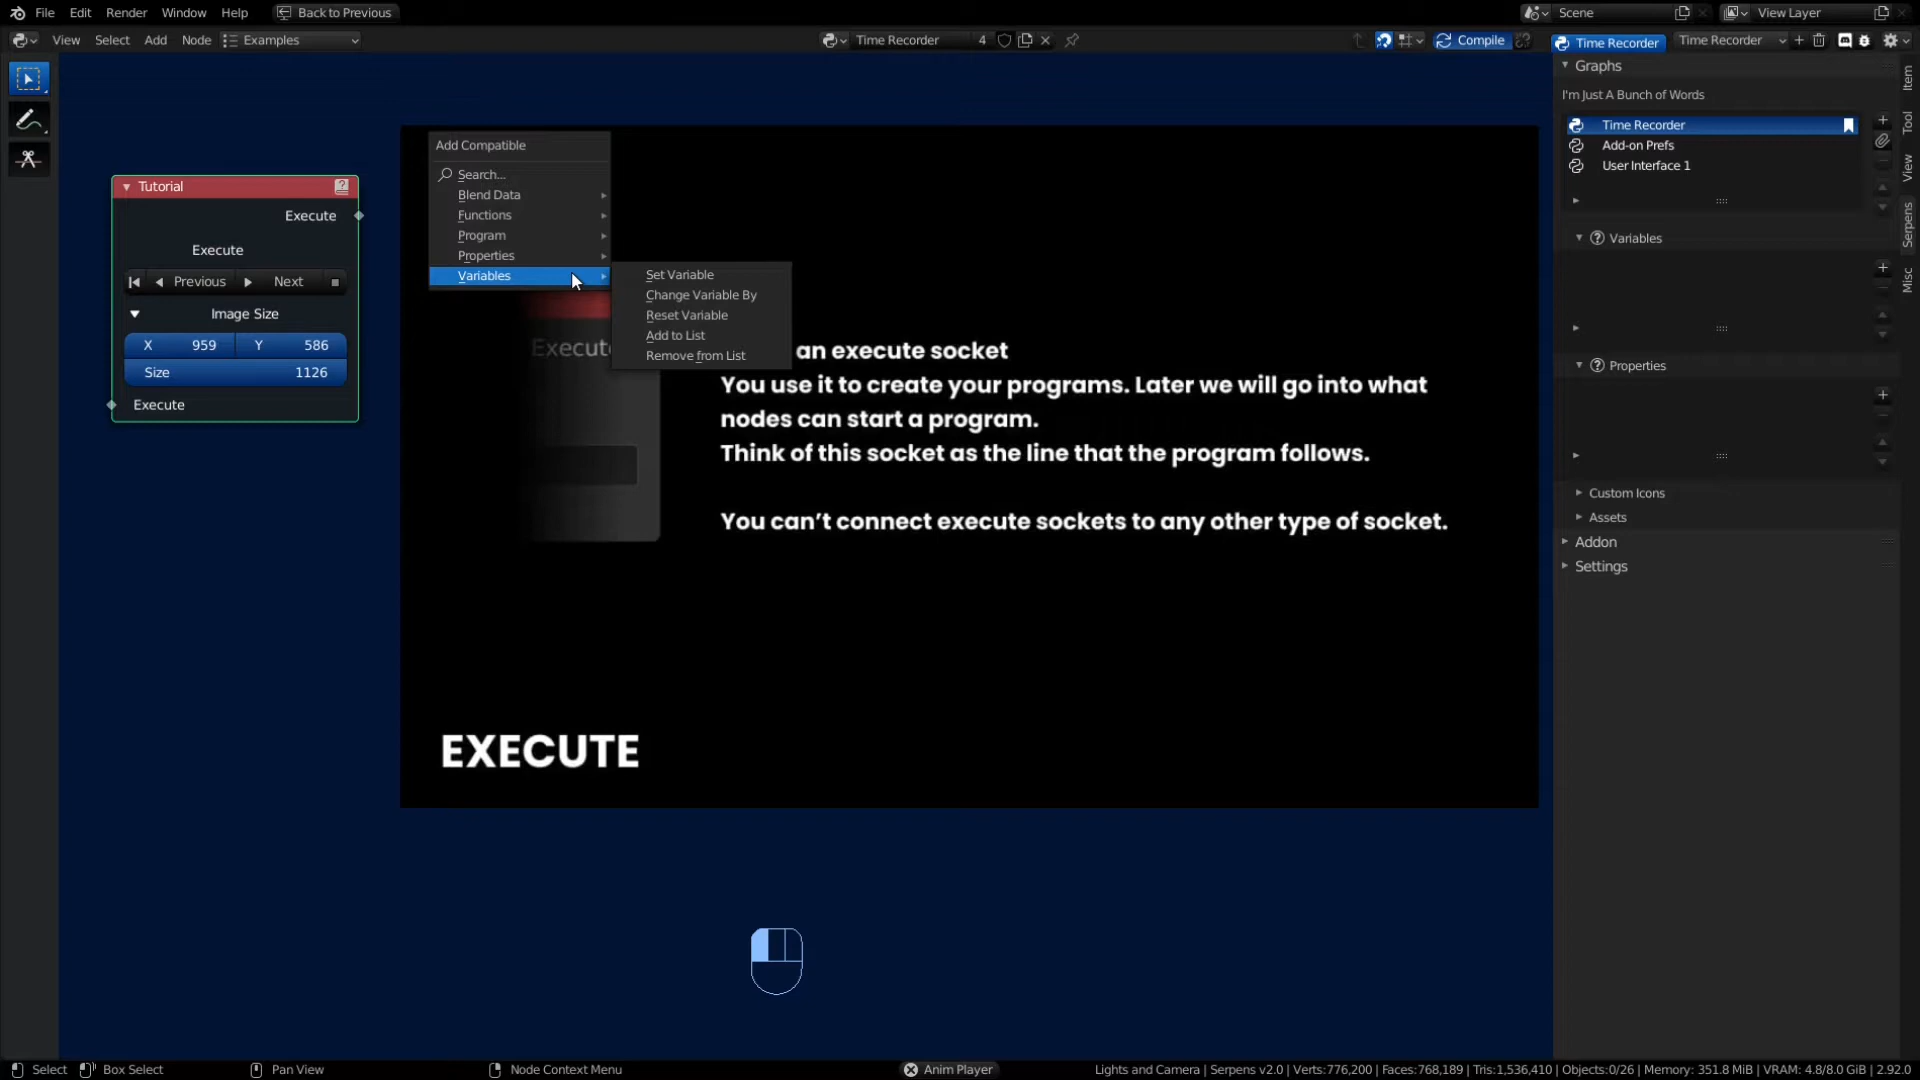 File Edit Render Window Help Back to Previous Scene View Layer
View Select Add Node Examples Time Recorder 4 Compile Time Recorder Time Recorder
Graphs
I'm Just A Bunch of Words
Time Recorder
Add-on Prefs
User Interface 1
Variables
Properties
Custom Icons
Assets
Addon
Settings
Item
Tool
View
Serpens
Misc
Tutorial
Execute
Execute
Previous Next
Image Size
X 959 Y 586
Size 1126
Execute
Add Compatible
Search...
Blend Data
Functions
Program
Properties
Variables
Set Variable
Change Variable By
Reset Variable
Add to List
Remove from List
an execute socket
You use it to create your programs. Later we will go into what
nodes can start a program.
Think of this socket as the line that the program follows.
You can't connect execute sockets to any other type of socket.
EXECUTE
Select Box Select Pan View Node Context Menu Anim Player Lights and Camera | Serpens v2.0 | Verts:776,200 | Faces:768,189 | Tris:1,536,410 | Objects:0/26 | Memory: 351.8 MiB | VRAM: 4.8/8.0 GiB | 2.92.0